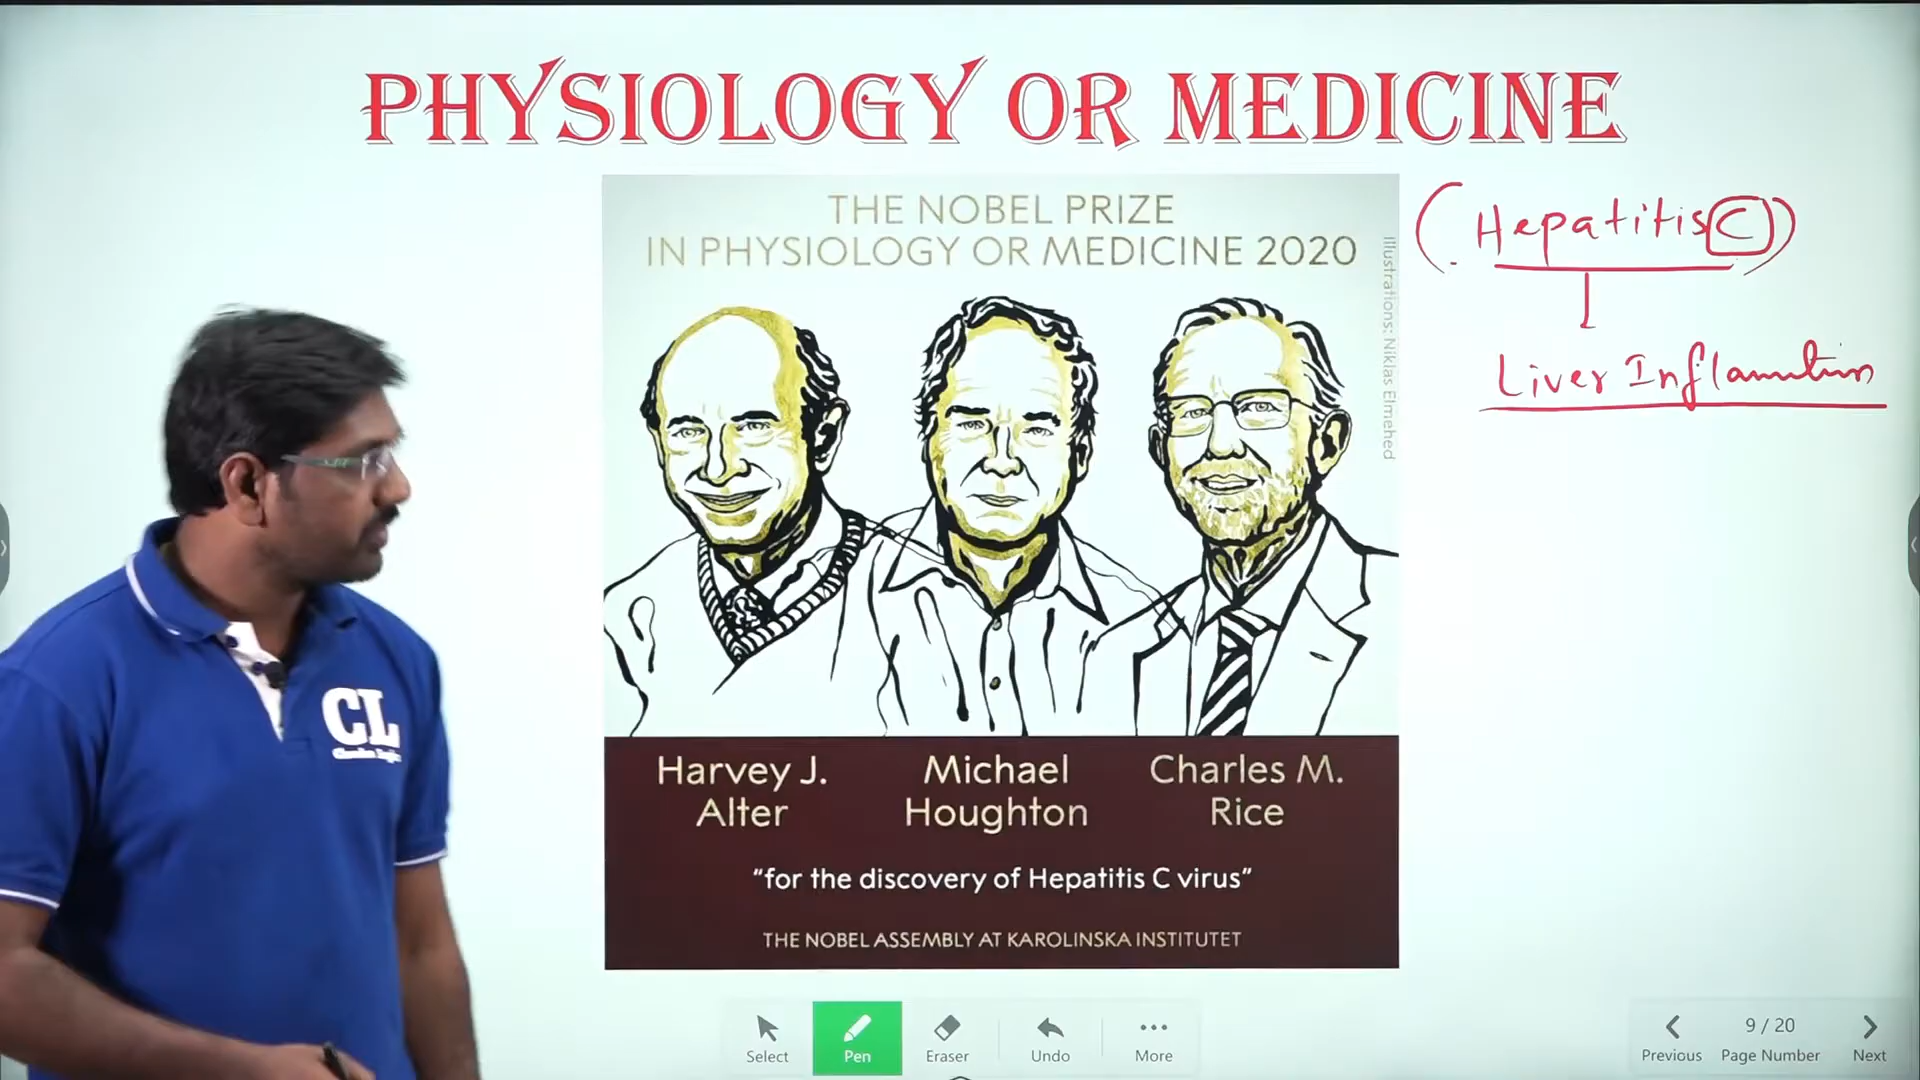 PHYSIOLOGY OR MEDICINE
THE NOBEL PRIZE
IN PHYSIOLOGY OR MEDICINE 2020
Illustrations: Niklas Elmehed
(Hepatitis C)
Liver Inflamution
CL
Harvey J.
Alter
Michael
Houghton
Charles M.
Rice
“for the discovery of Hepatitis C virus”
THE NOBEL ASSEMBLY AT KAROLINSKA INSTITUTET
Select
Pen
Eraser
Undo
More
Previous
9 / 20
Page Number
Next